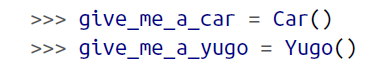 >>> give_me_a_car = Car()
>>> give_me_a_yugo = Yugo()